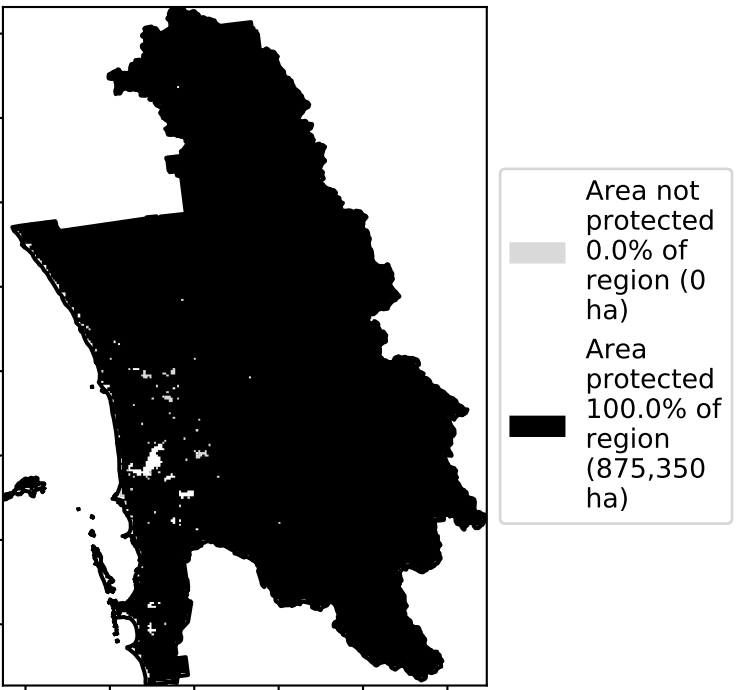 Area not
protected
0.0% of
region (0
ha)
Area
protected
100.0% of
region
(875,350
ha)